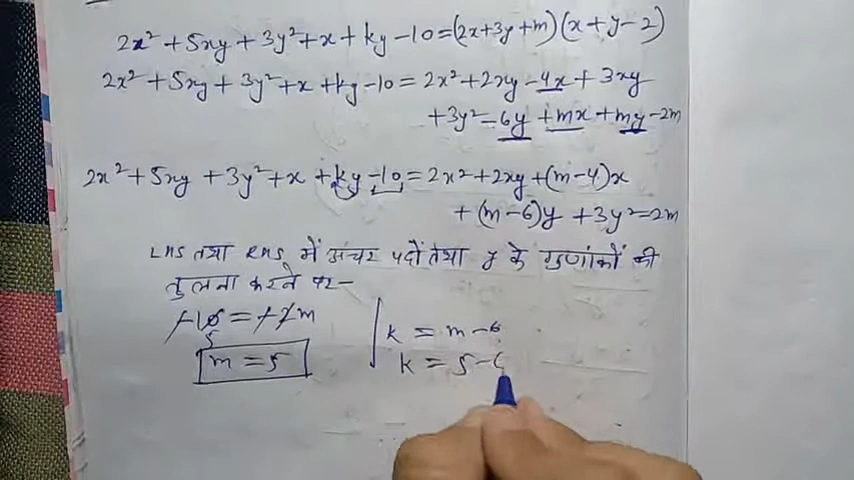 2x² + 5xy + 3y² + x + ky - 10 = (2x+3y+m)(x+y-2)
2x² + 5xy + 3y² + x + ky - 10 = 2x² + 2xy - 4x + 3xy
+ 3y² - 6y + mx + my - 2m
2x² + 5xy + 3y² + x + ky - 10 = 2x² + 2xy + (m-4)x
+ (m-6)y + 3y² = 2m
LHS तथा RHS में अचर पदों तथा y के गुणांकों की
तुलना करने पर-
-10 = -2m
5
m = 5
k = m - 6
k = 5 - 6